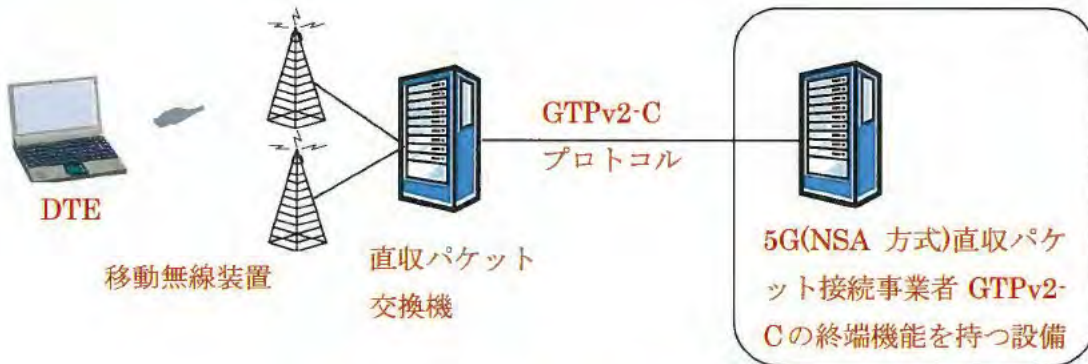 DTE
移動無線装置
直収パケット
交換機
GTPv2-C
プロトコル
5G(NSA 方式)直収パケ
ット接続事業者 GTPv2-
Cの終端機能を持つ設備